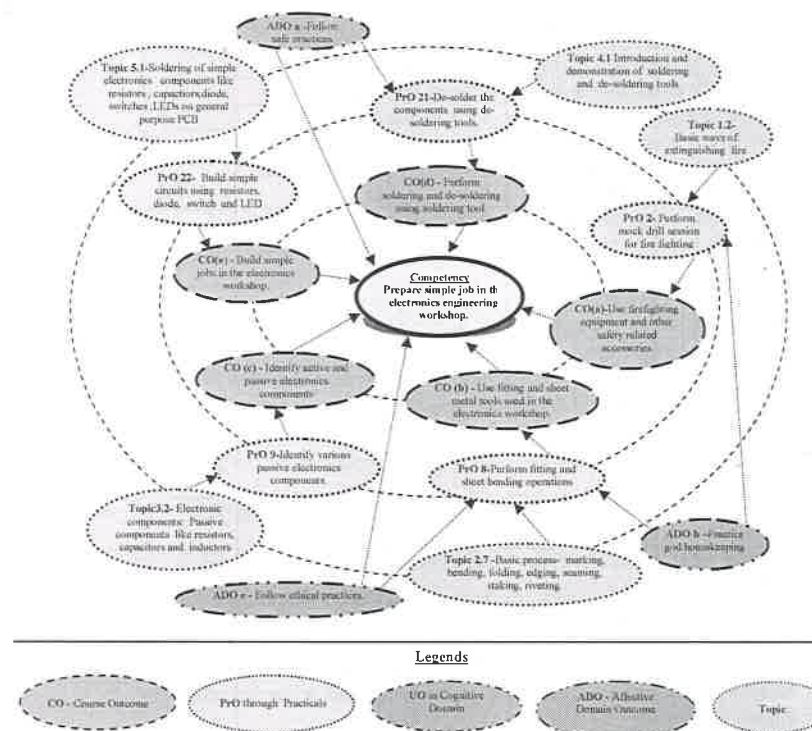 ADO a -Follow
safe practices
Topic 5.1-Soldering of simple
electronics components like
resistors , capactiors,diode,
switches ,LEDs on general
purpose PCB
Topic 4.1 Introduction and
demonstration of soldering
and de-soldering tools
PrO 21-De-solder the
components using de-
soldering tools.
Topic 1.2-
Basic ways of
extinguishing fire
PrO 22- Build simple
circuits using resistors,
diode, switch and LED
CO(d) - Perform
soldering and de-soldering
using soldering tool
PrO 2- Perform
mock drill session
for fire fighting
CO(e) - Build simple
jobs in the electronics
workshop.
Competency
Prepare simple job in th
electronics engineering
workshop.
CO(a)-Use firefighting
equipment and other
safety related
accessories.
CO (c) - Identify active and
passive electronics
components
CO (b) - Use fitting and sheet
metal tools used in the
electronics workshop.
PrO 9-Identify various
passive electronics
components.
PrO 8-Perform fitting and
sheet bending operations
Topic3.2- Electronic
components: Passive
components like resistors,
capacitors and inductors
ADO b -Practice
god housekeeping
Topic 2.7 -Basic process- marking,
bending, folding, edging, seaming,
staking, riveting.
ADO e - Follow ethical practices.
Legends
CO - Course Outcome
PrO through Practicals
UO in Cognitive
Domain
ADO - Affective
Domain Outcome
Topic